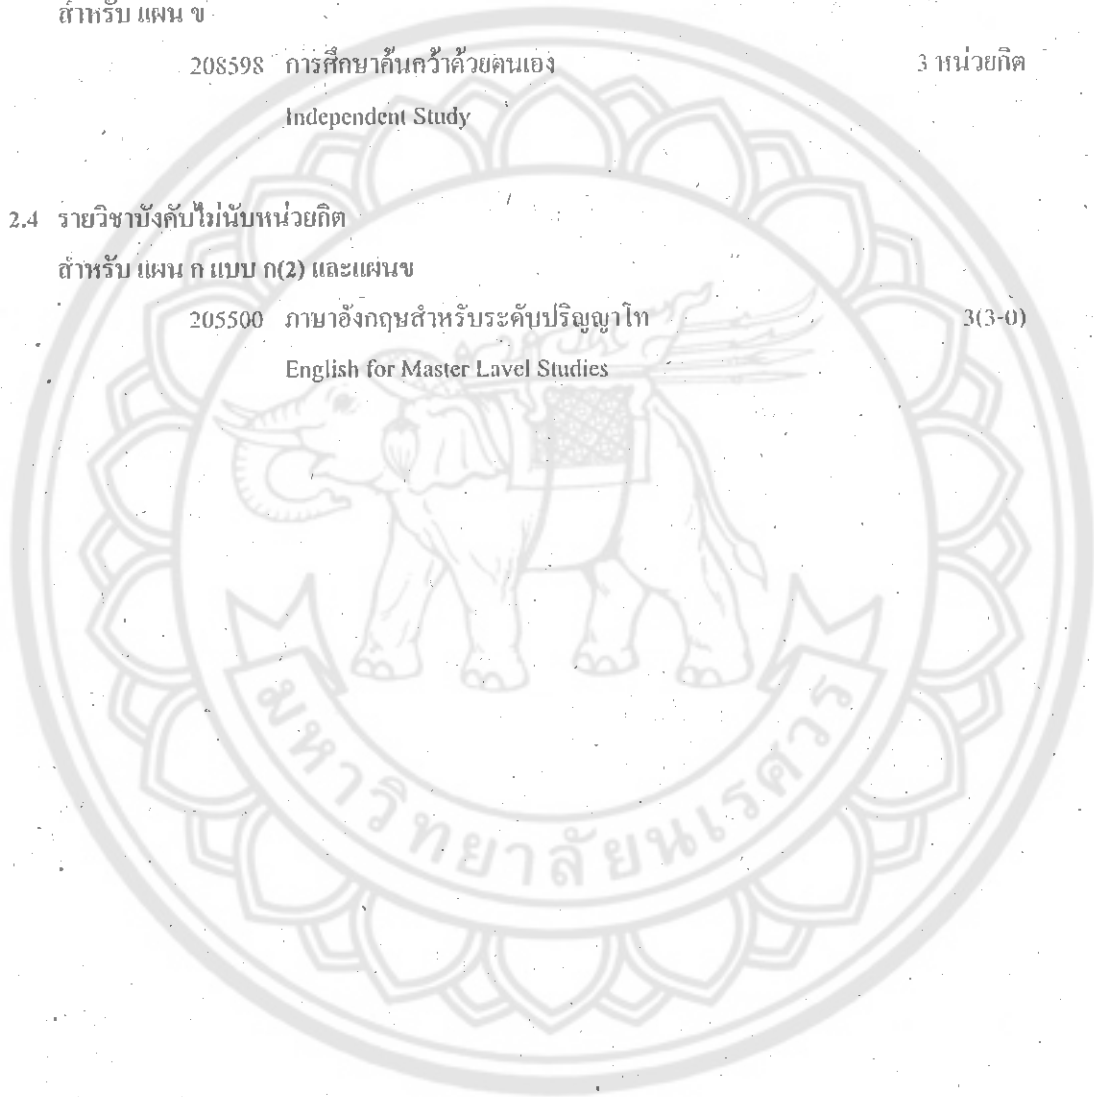 สำหรับ แผน ข
208598 การศึกษาค้นคว้าด้วยตนเอง 3 หน่วยกิต
Independent Study
2.4 รายวิชาบังคับไม่นับหน่วยกิต
สำหรับ แผน ก แบบ ก(2) และแผนข
205500 ภาษาอังกฤษสำหรับระดับปริญญาโท 3(3-0)
English for Master Lavel Studies
มหาวิทยาลัยนเรศวร